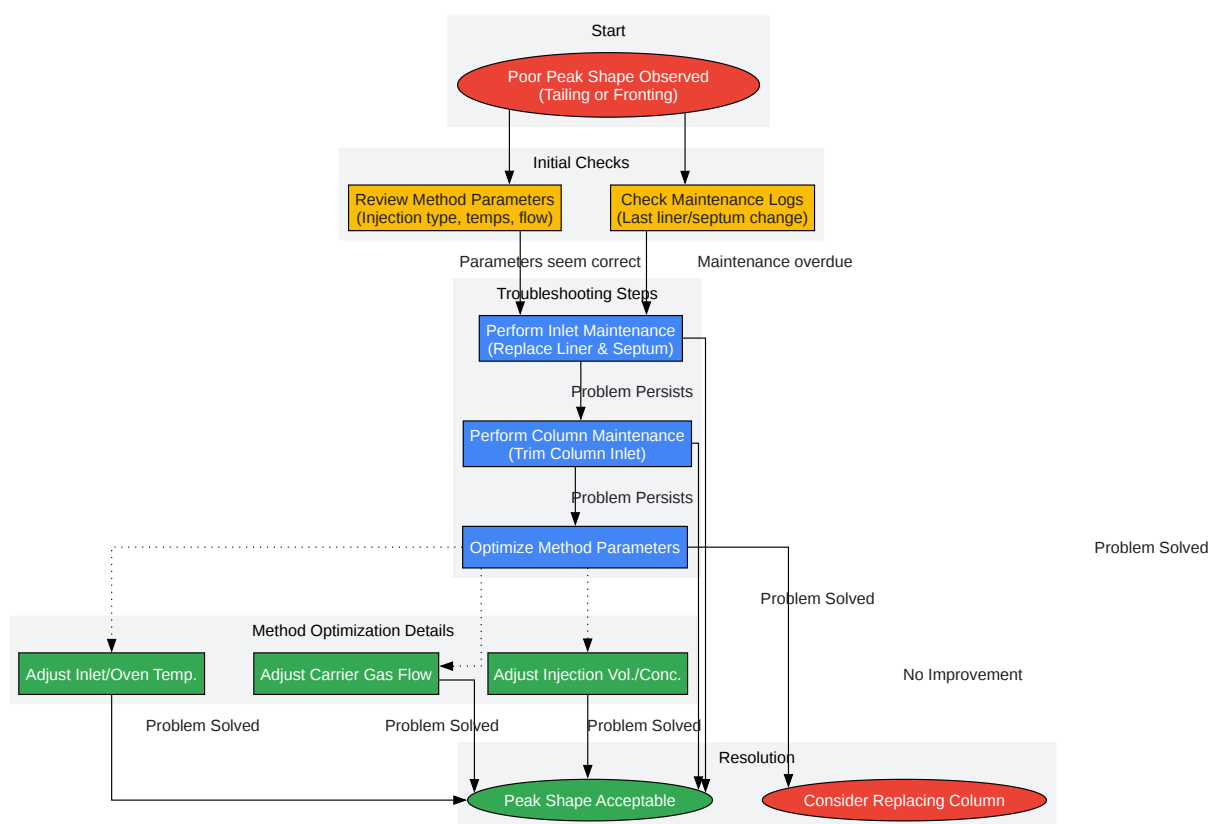 Start
Poor Peak Shape Observed
(Tailing or Fronting)
Initial Checks
Review Method Parameters
(Injection type, temps, flow)
Check Maintenance Logs
(Last liner/septum change)
Parameters seem correct
Maintenance overdue
Troubleshooting Steps
Perform Inlet Maintenance
(Replace Liner & Septum)
Problem Persists
Perform Column Maintenance
(Trim Column Inlet)
Problem Persists
Optimize Method Parameters
Problem Solved
Problem Solved
Method Optimization Details
Adjust Inlet/Oven Temp.
Adjust Carrier Gas Flow
Adjust Injection Vol./Conc.
No Improvement
Problem Solved
Problem Solved
Problem Solved
Resolution
Peak Shape Acceptable
Consider Replacing Column